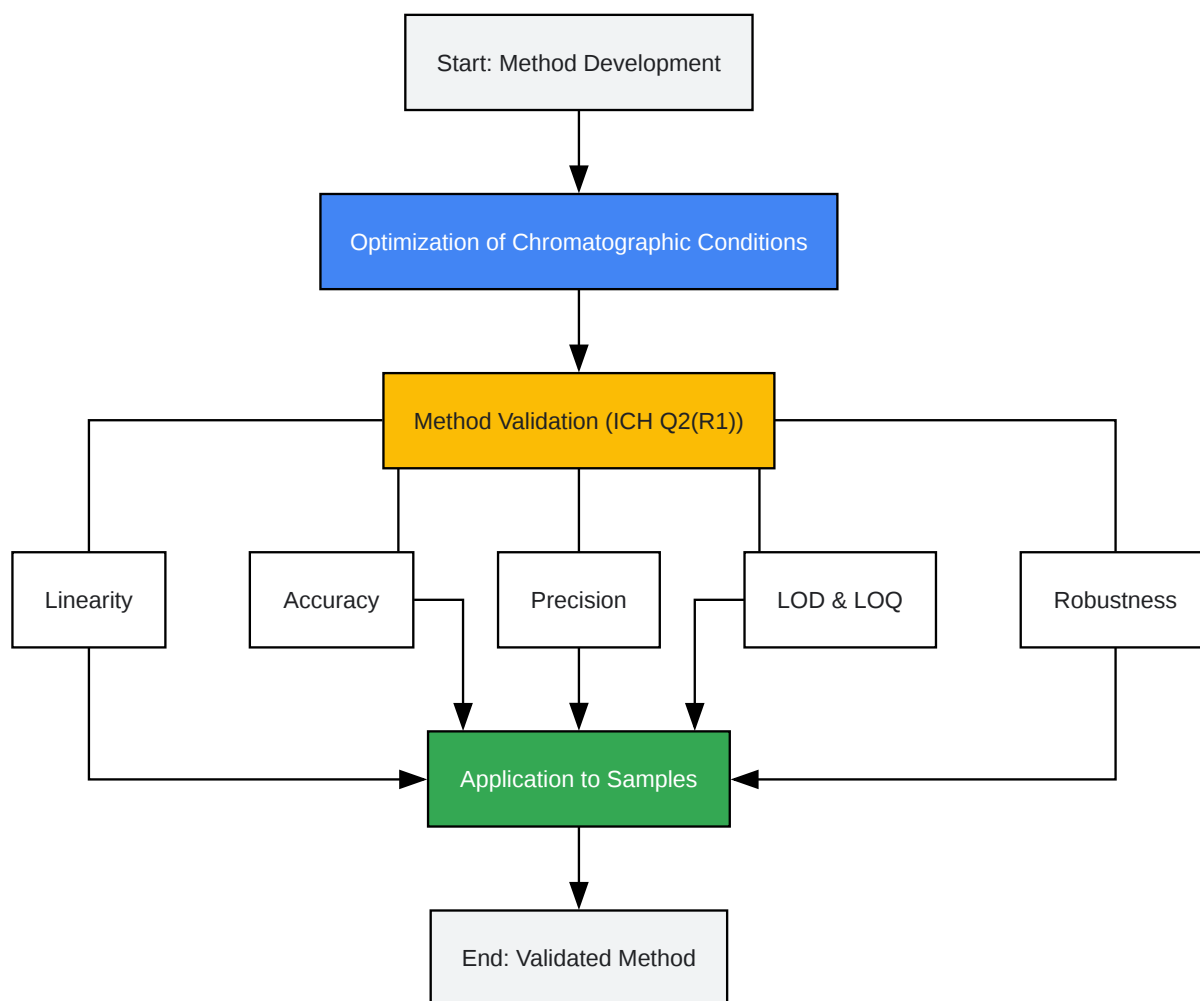 Start: Method Development
Optimization of Chromatographic Conditions
Method Validation (ICH Q2(R1))
Linearity
Accuracy
Precision
LOD & LOQ
Robustness
Application to Samples
End: Validated Method